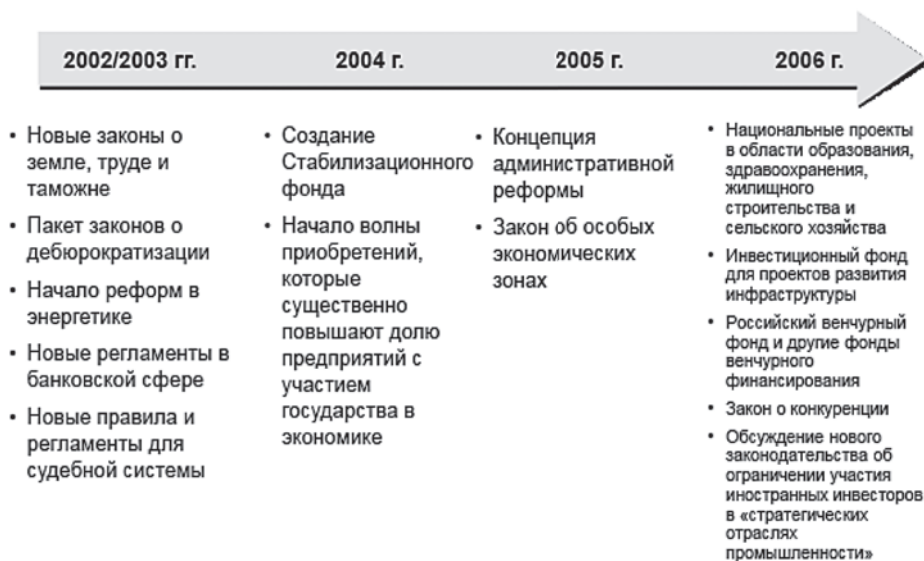 2002/2003 гг.
2004 г.
2005 г.
2006 г.
• Новые законы о
земле, труде и
таможне
• Пакет законов о
дебюрократизации
• Начало реформ в
энергетике
• Новые регламенты в
банковской сфере
• Новые правила и
регламенты для
судебной системы
• Создание
Стабилизационного
фонда
• Начало волны
приобретений,
которые
существенно
повышают долю
предприятий с
участием
государства в
экономике
• Концепция
административной
реформы
• Закон об особых
экономических
зонах
• Национальные проекты
в области образования,
здравоохранения,
жилищного
строительства и
сельского хозяйства
• Инвестиционный фонд
для проектов развития
инфраструктуры
• Российский венчурный
фонд и другие фонды
венчурного
финансирования
• Закон о конкуренции
• Обсуждение нового
законодательства об
ограничении участия
иностранных инвесторов
в «стратегических
отраслях
промышленности»